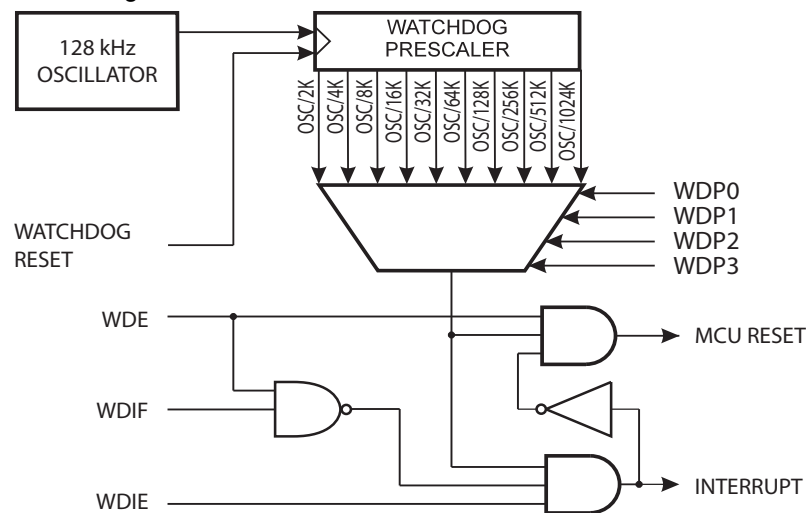 128 kHz
OSCILLATOR
WATCHDOG
PRESCALER
OSC/2K
OSC/4K
OSC/8K
OSC/16K
OSC/32K
OSC/64K
OSC/128K
OSC/256K
OSC/512K
OSC/1024K
WDP0
WDP1
WDP2
WDP3
WATCHDOG
RESET
WDE
MCU RESET
WDIF
WDIE
INTERRUPT